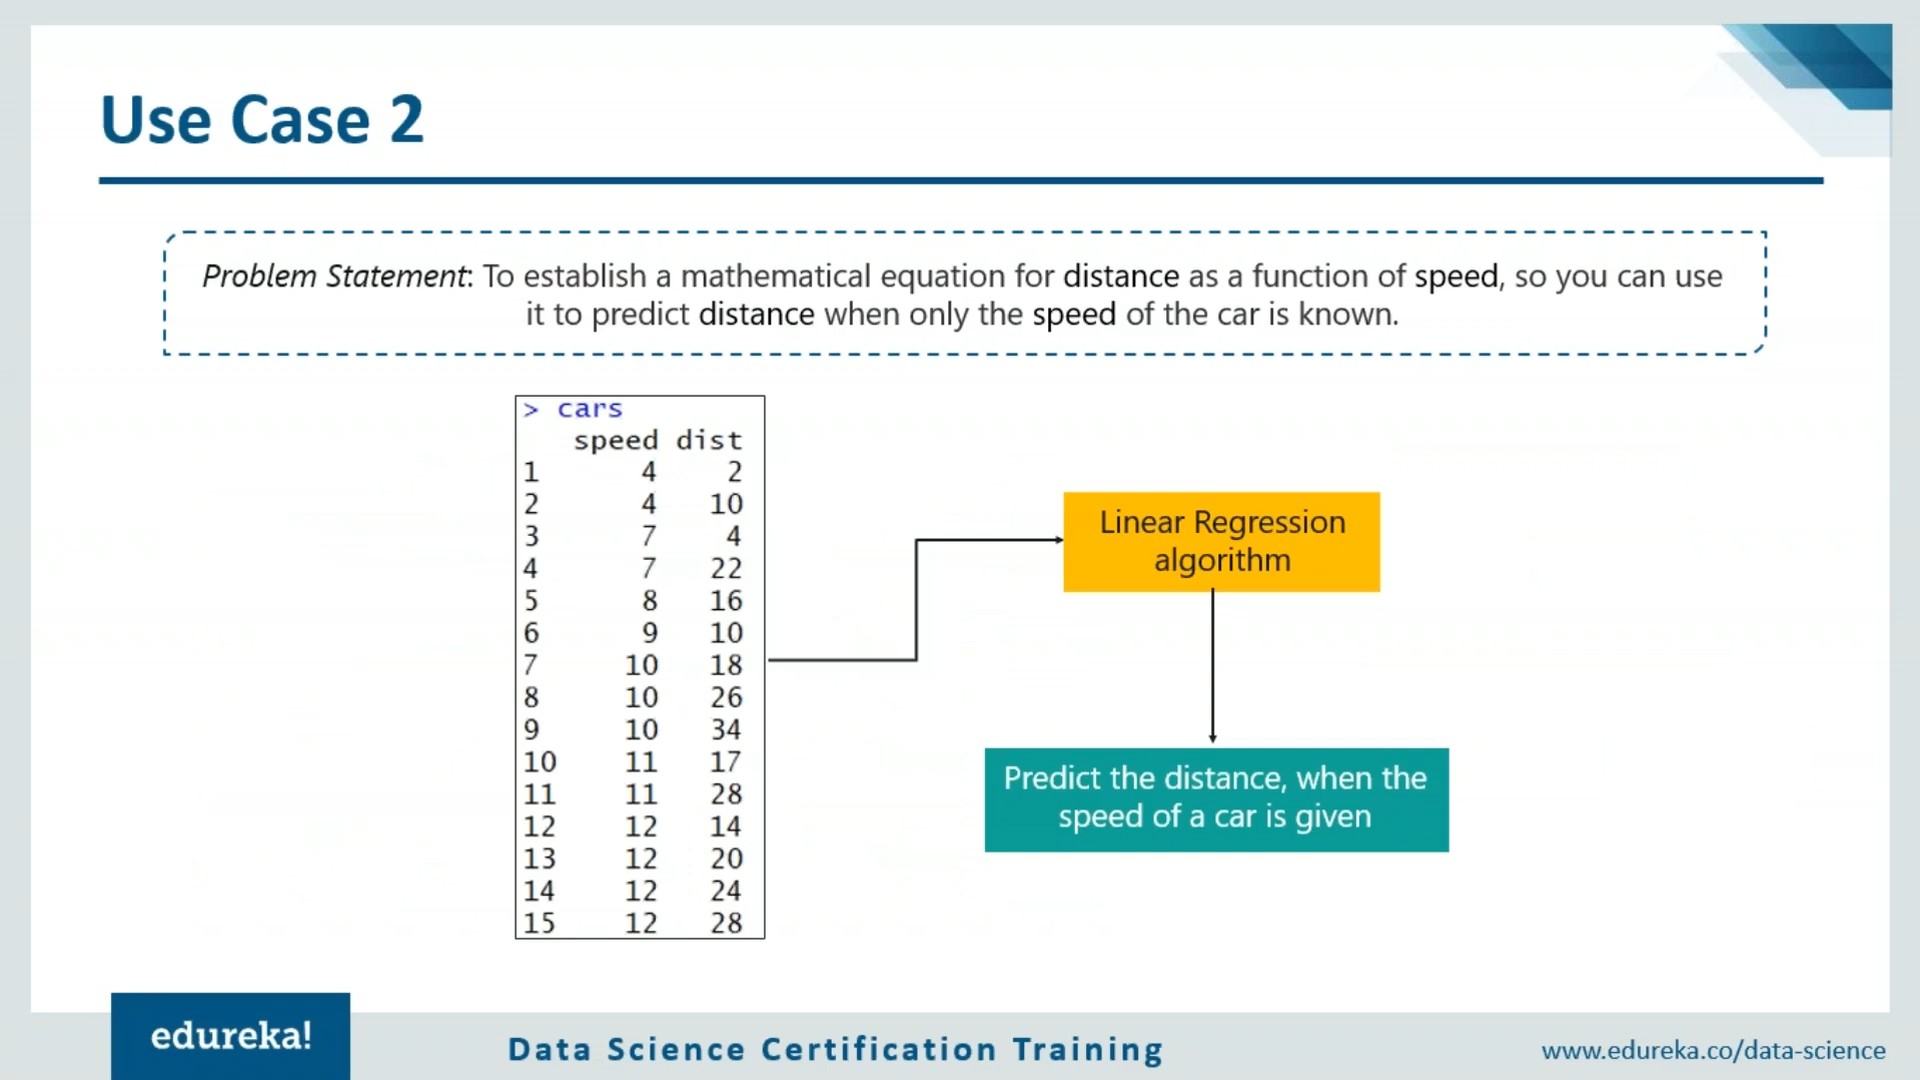 Use Case 2
Problem Statement: To establish a mathematical equation for distance as a function of speed, so you can use
it to predict distance when only the speed of the car is known.
> cars
speed dist
1 4 2
2 4 10
3 7 4
4 7 22
5 8 16
6 9 10
7 10 18
8 10 26
9 10 34
10 11 17
11 11 28
12 12 14
13 12 20
14 12 24
15 12 28
Linear Regression
algorithm
Predict the distance, when the
speed of a car is given
edureka!
Data Science Certification Training
www.edureka.co/data-science